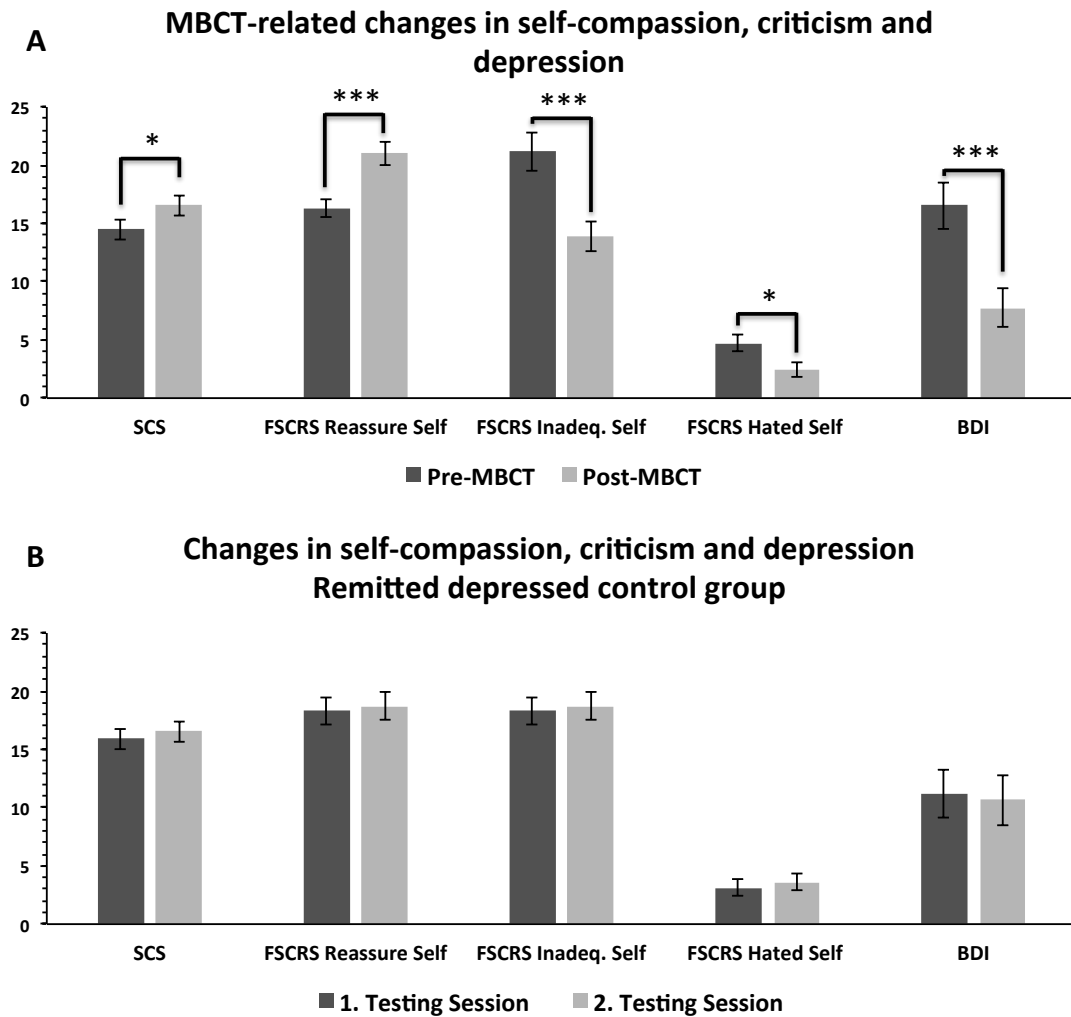 A
MBCT-related changes in self-compassion, criticism and
depression
25
20
15
10
5
0
*
***
***
*
***
SCS
FSCRS Reassure Self
FSCRS Inadeq. Self
FSCRS Hated Self
BDI
Pre-MBCT
Post-MBCT
B
Changes in self-compassion, criticism and depression
Remitted depressed control group
25
20
15
10
5
0
SCS
FSCRS Reassure Self
FSCRS Inadeq. Self
FSCRS Hated Self
BDI
1. Testing Session
2. Testing Session